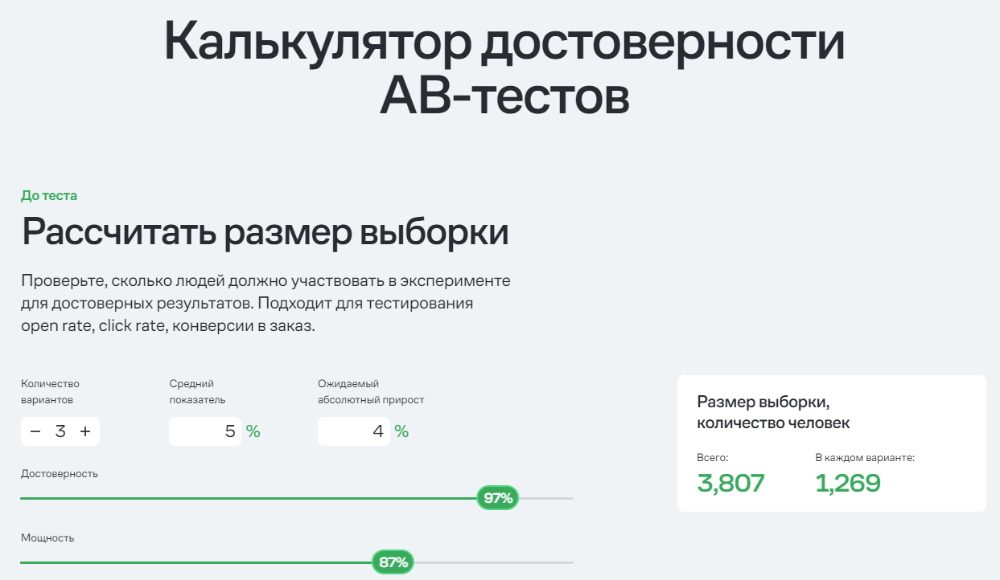 Калькулятор достоверности
АВ-тестов
До теста
Рассчитать размер выборки
Проверьте, сколько людей должно участвовать в эксперименте
для достоверных результатов. Подходит для тестирования
open rate, click rate, конверсии в заказ.
Количество
вариантов
− 3 +
Средний
показатель
5 %
Ожидаемый
абсолютный прирост
4 %
Достоверность
97%
Мощность
87%
Размер выборки,
количество человек
Всего:
3,807
В каждом варианте:
1,269